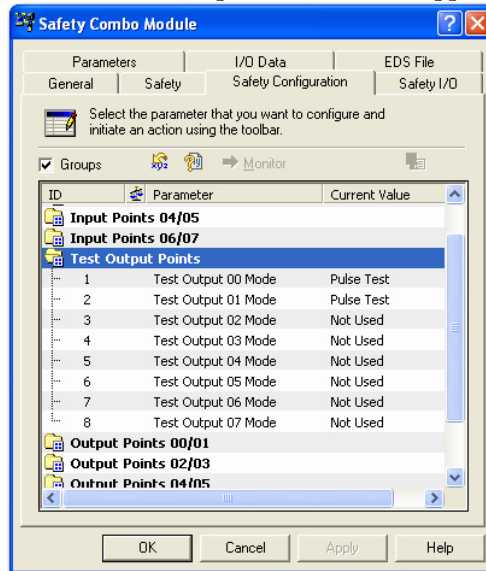 Safety Combo Module
Parameters I/O Data EDS File
General Safety Safety Configuration Safety I/O
Select the parameter that you want to configure and
initiate an action using the toolbar.
Groups Monitor
ID Parameter Current Value
Input Points 04/05
Input Points 06/07
Test Output Points
1 Test Output 00 Mode Pulse Test
2 Test Output 01 Mode Pulse Test
3 Test Output 02 Mode Not Used
4 Test Output 03 Mode Not Used
5 Test Output 04 Mode Not Used
6 Test Output 05 Mode Not Used
7 Test Output 06 Mode Not Used
8 Test Output 07 Mode Not Used
Output Points 00/01
Output Points 02/03
Output Points 04/05
OK Cancel Apply Help